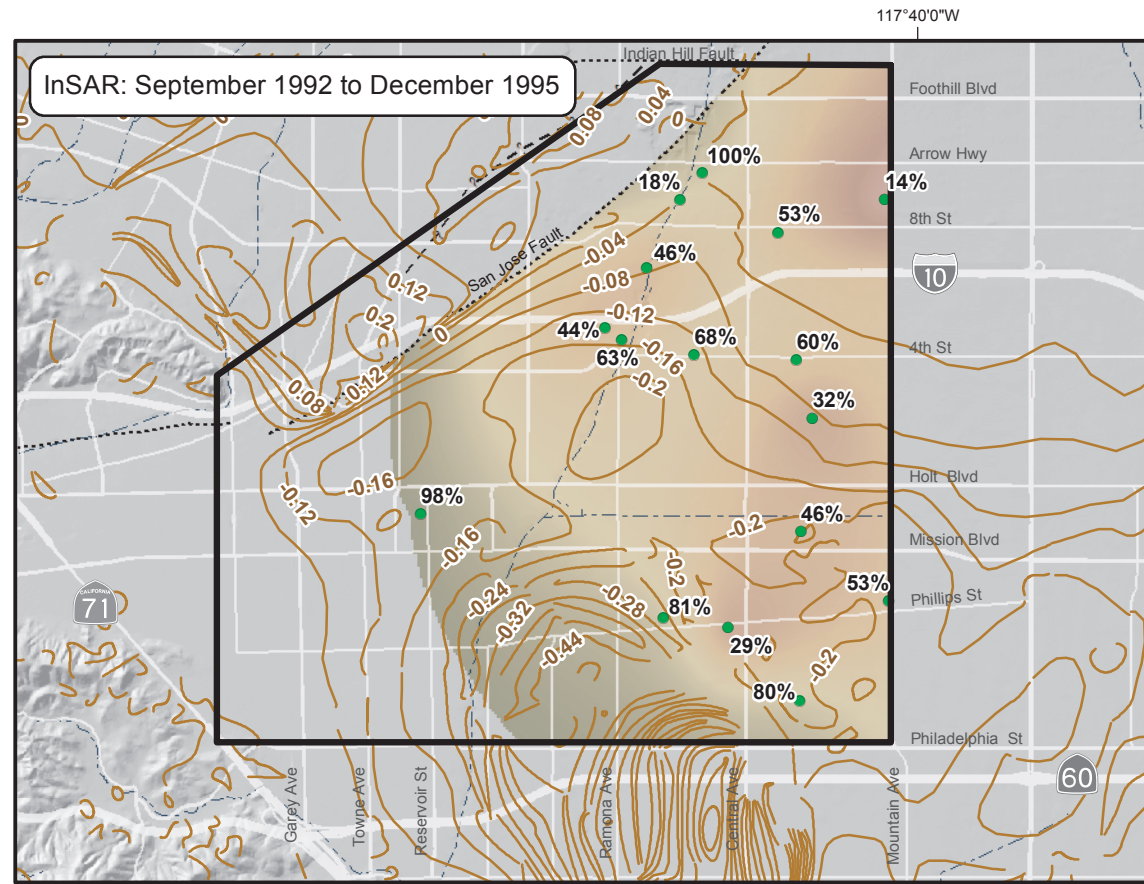 117°40'0"W
Indian Hill Fault
InSAR: September 1992 to December 1995
Foothill Blvd
0.08
0.04
0
0
0
Arrow Hwy
100%
18%
14%
53%
8th St
San Jose Fault
-0.04
46%
0.12
-0.08
10
0.2
-0.12
0
44%
63%
68%
-0.16
60%
4th St
-0.2
0.08
-0.12
32%
-0.16
Holt Blvd
-0.12
98%
46%
-0.2
Mission Blvd
-0.16
-0.2
53%
CALIFORNIA
71
-0.24
-0.28
81%
Phillips St
-0.32
29%
-0.44
-0.2
80%
Philadelphia St
60
Garey Ave
Towne Ave
Reservoir St
Ramona Ave
Central Ave
Mountain Ave